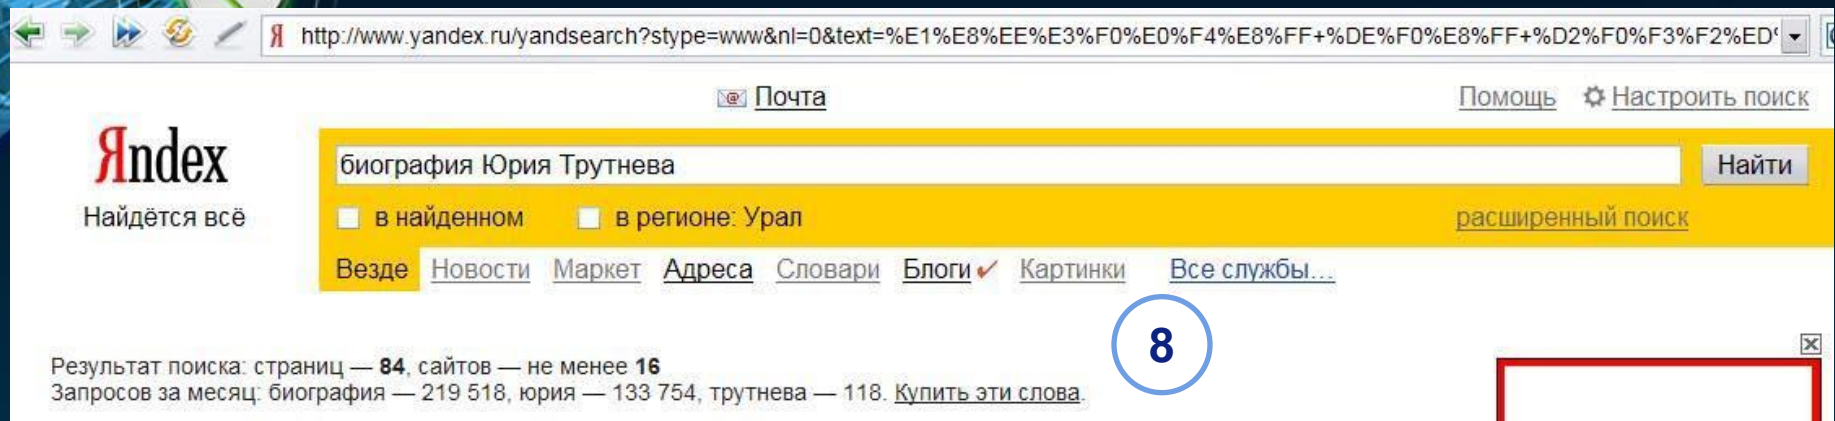 Я http://www.yandex.ru/yandsearch?stype=www&nl=0&text=%E1%E8%EE%E3%F0%E0%F4%E8%FF+%DE%F0%E8%FF+%D2%F0%F3%F2%ED%
Почта Помощь Настроить поиск
Яndex
биография Юрия Трутнева Найти
Найдётся всё
в найденном в регионе: Урал расширенный поиск
Везде Новости Маркет Адреса Словари Блоги Картинки Все службы...
8
Результат поиска: страниц — 84, сайтов — не менее 16
Запросов за месяц: биография — 219 518, юрия — 133 754, трутнева — 118. Купить эти слова.